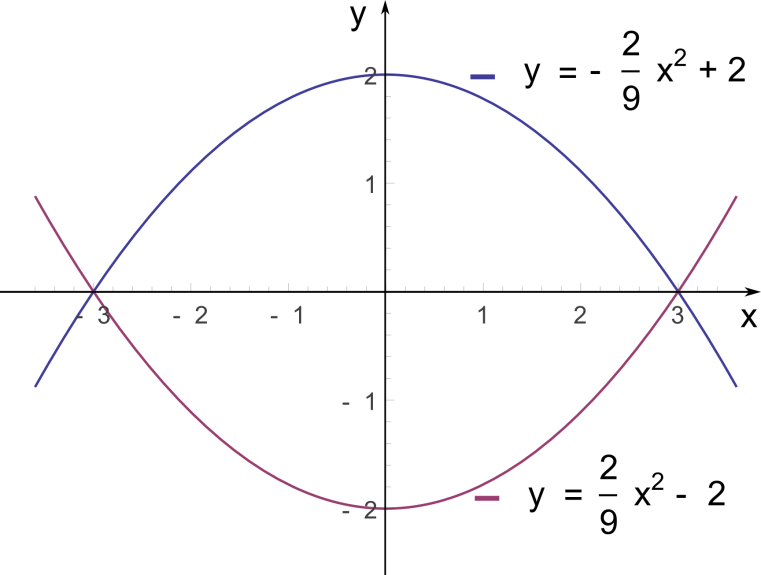 y
y = - 2/9 x² + 2
2
1
- 3 - 2 - 1 1 2 3 x
- 1
- 2
y = 2/9 x² - 2